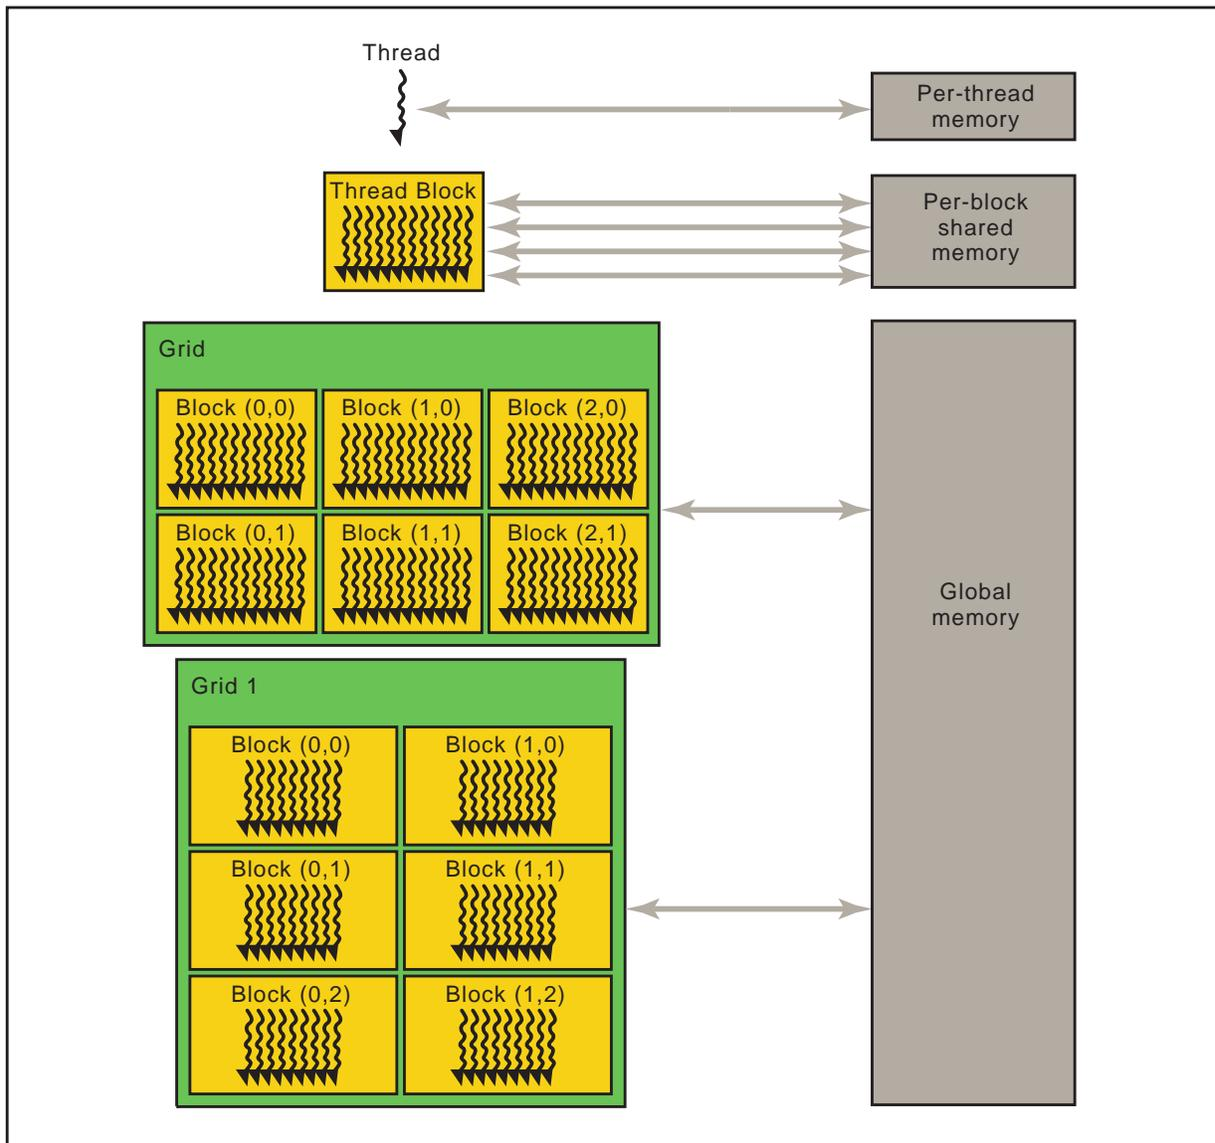 Thread
Per-thread
memory
Thread Block
Per-block
shared
memory
Grid
Block (0,0)
Block (1,0)
Block (2,0)
Block (0,1)
Block (1,1)
Block (2,1)
Global
memory
Grid 1
Block (0,0)
Block (1,0)
Block (0,1)
Block (1,1)
Block (0,2)
Block (1,2)